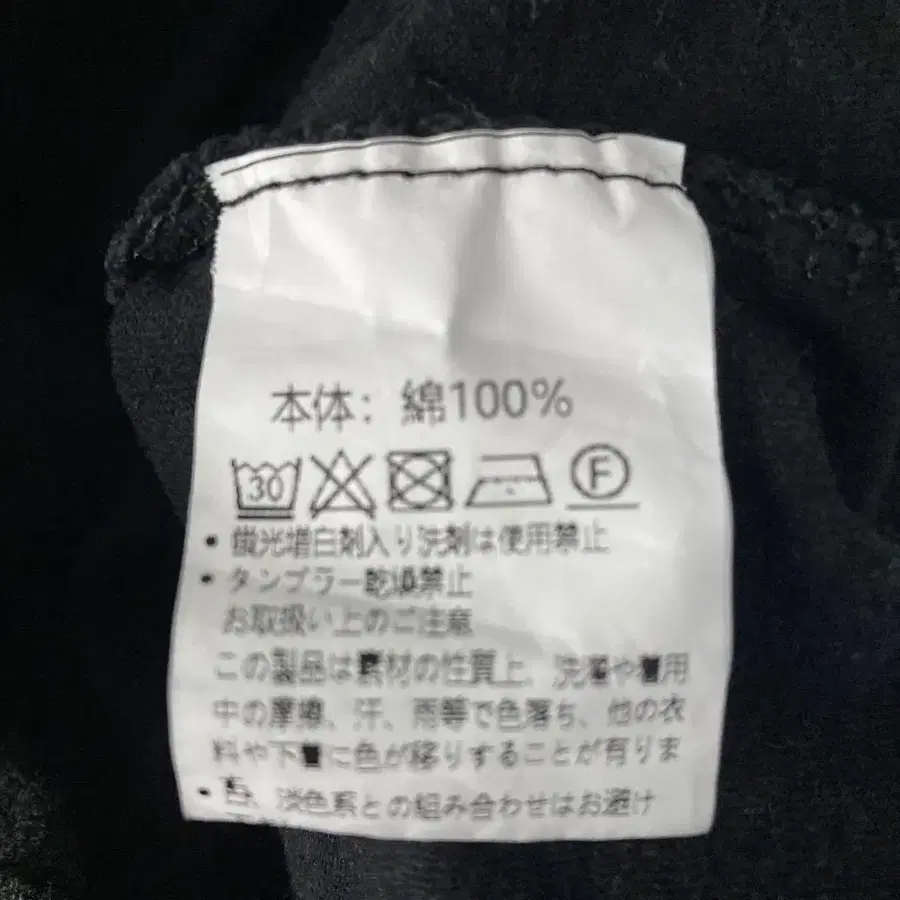 本体：綿100%
30 F
• 蛍光増白剤入り洗剤は使用禁止
• タンブラー乾燥禁止
お取扱い上のご注意
この製品は素材の性質上、洗濯や着用
中の摩擦、汗、雨等で色落ち、他の衣
料や下着に色が移りすることが有りま
• 淡色系との組み合わせはお避け